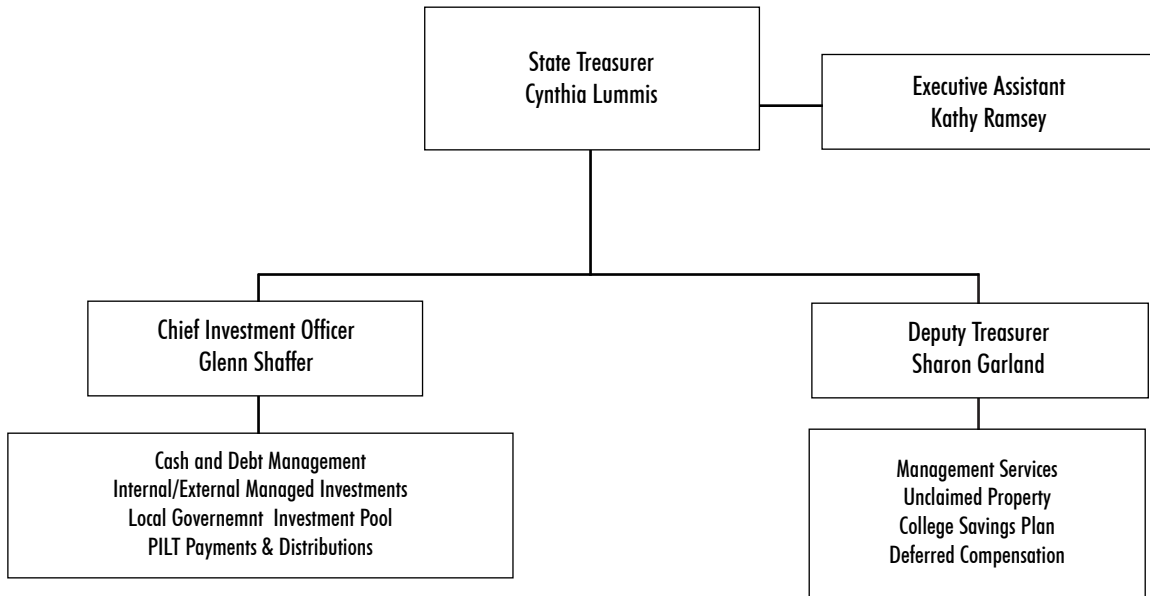 State Treasurer
Cynthia Lummis
Executive Assistant
Kathy Ramsey
Chief Investment Officer
Glenn Shaffer
Deputy Treasurer
Sharon Garland
Cash and Debt Management
Internal/External Managed Investments
Local Governemnt Investment Pool
PILT Payments & Distributions
Management Services
Unclaimed Property
College Savings Plan
Deferred Compensation